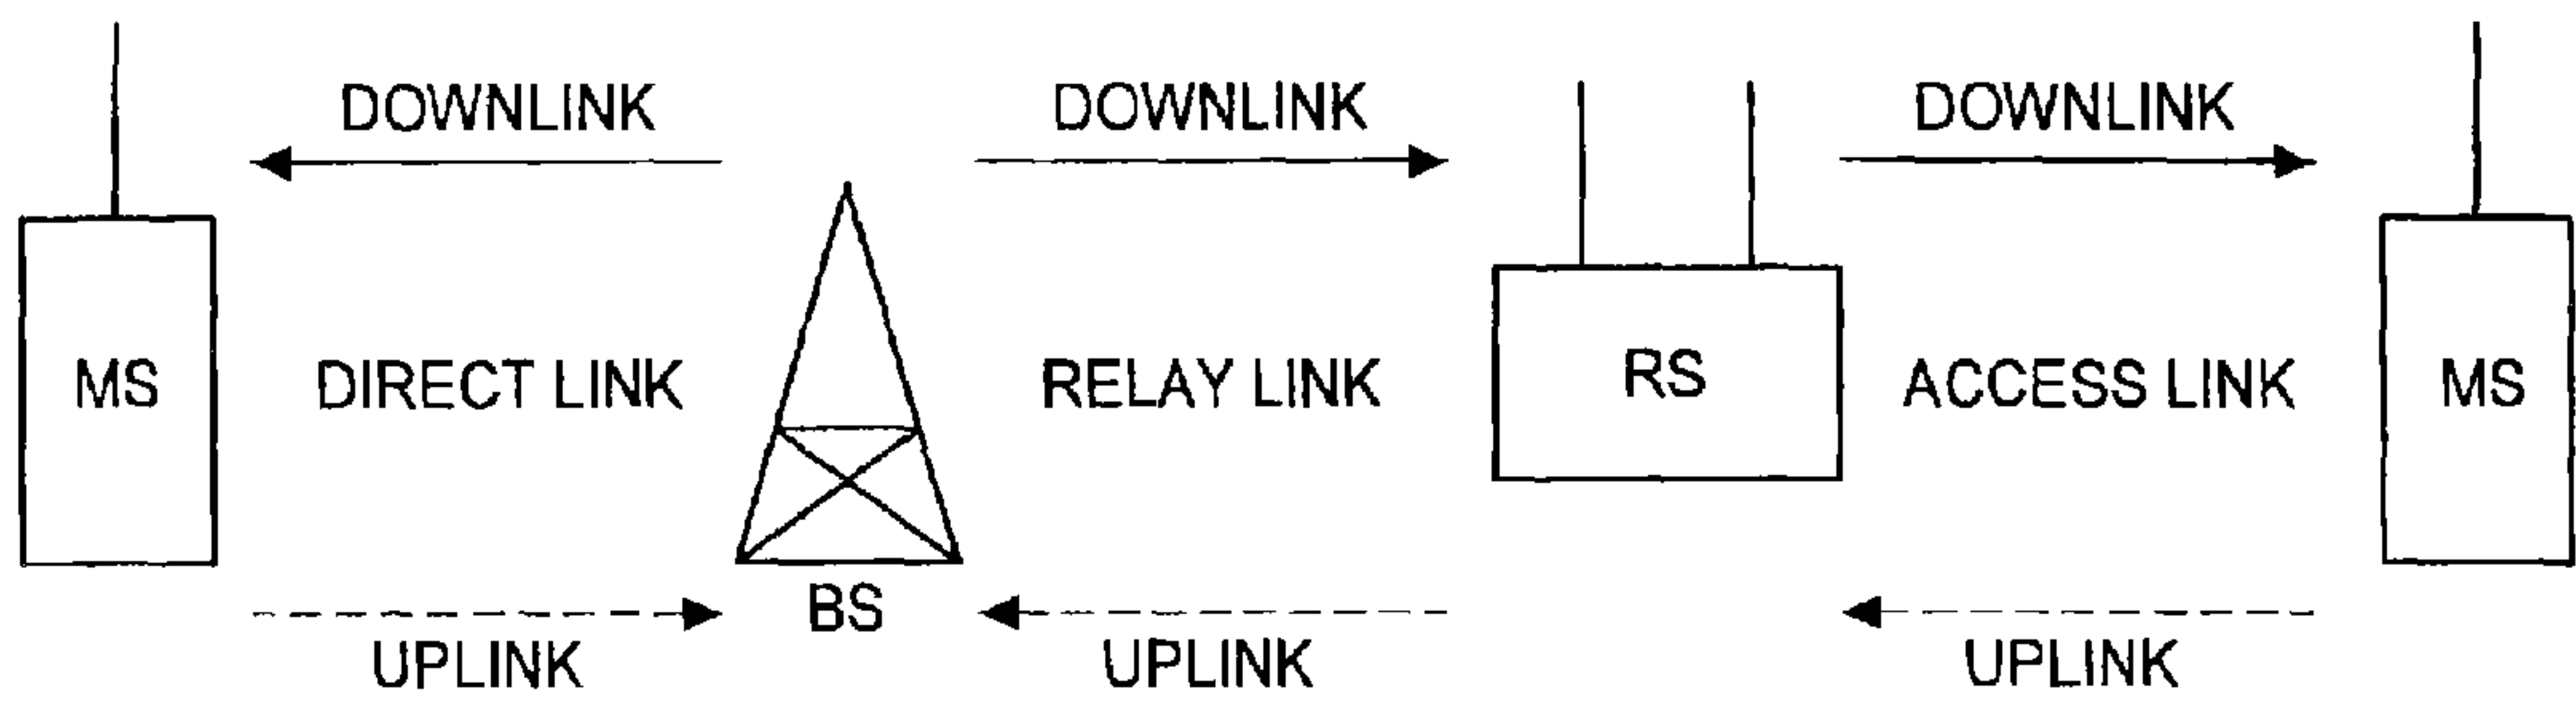 DOWNLINK DOWNLINK DOWNLINK
MS DIRECT LINK RELAY LINK RS ACCESS LINK MS
BS
UPLINK UPLINK UPLINK